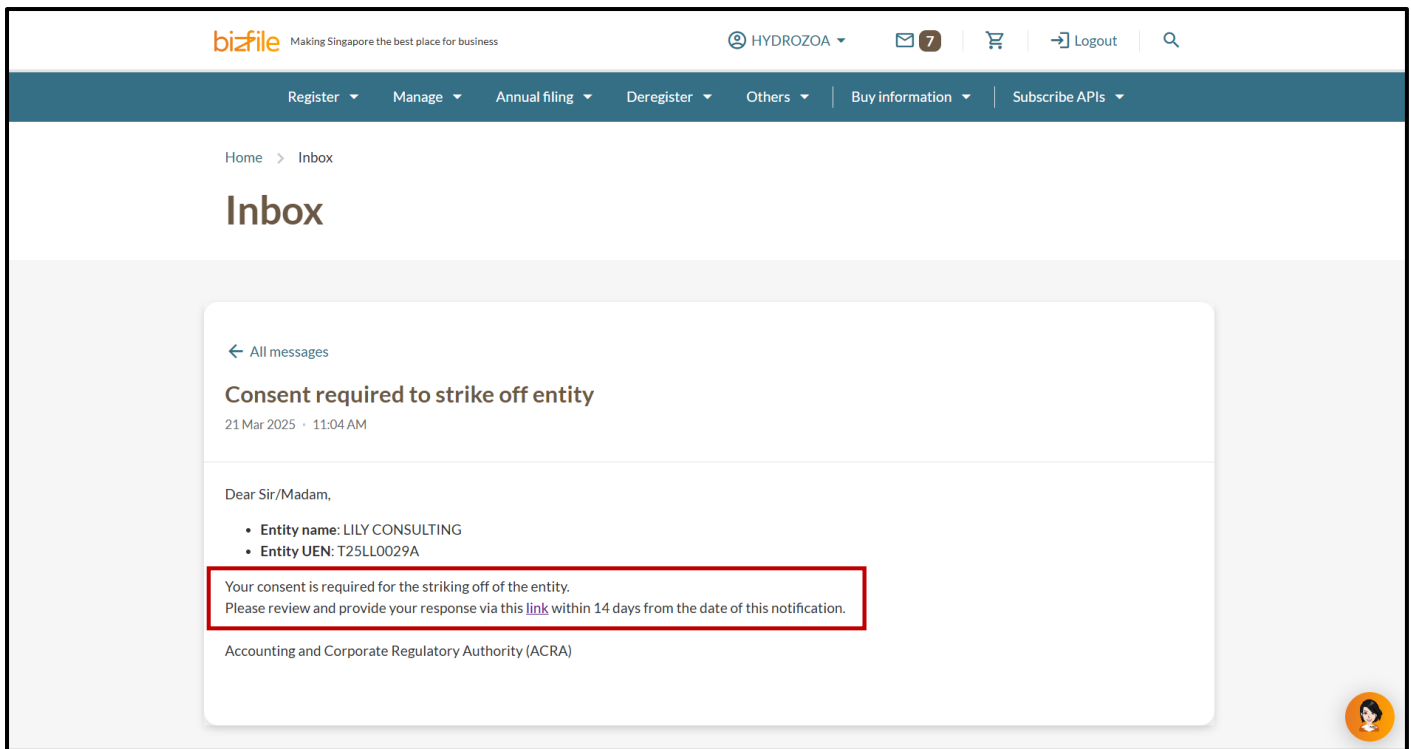 bizfile Making Singapore the best place for business HYDROZOA 7 Logout
Register Manage Annual filing Deregister Others Buy information Subscribe APIs
Home > Inbox
Inbox
← All messages
Consent required to strike off entity
21 Mar 2025 • 11:04 AM
Dear Sir/Madam,
• Entity name: LILY CONSULTING
• Entity UEN: T25LL0029A
Your consent is required for the striking off of the entity.
Please review and provide your response via this link within 14 days from the date of this notification.
Accounting and Corporate Regulatory Authority (ACRA)